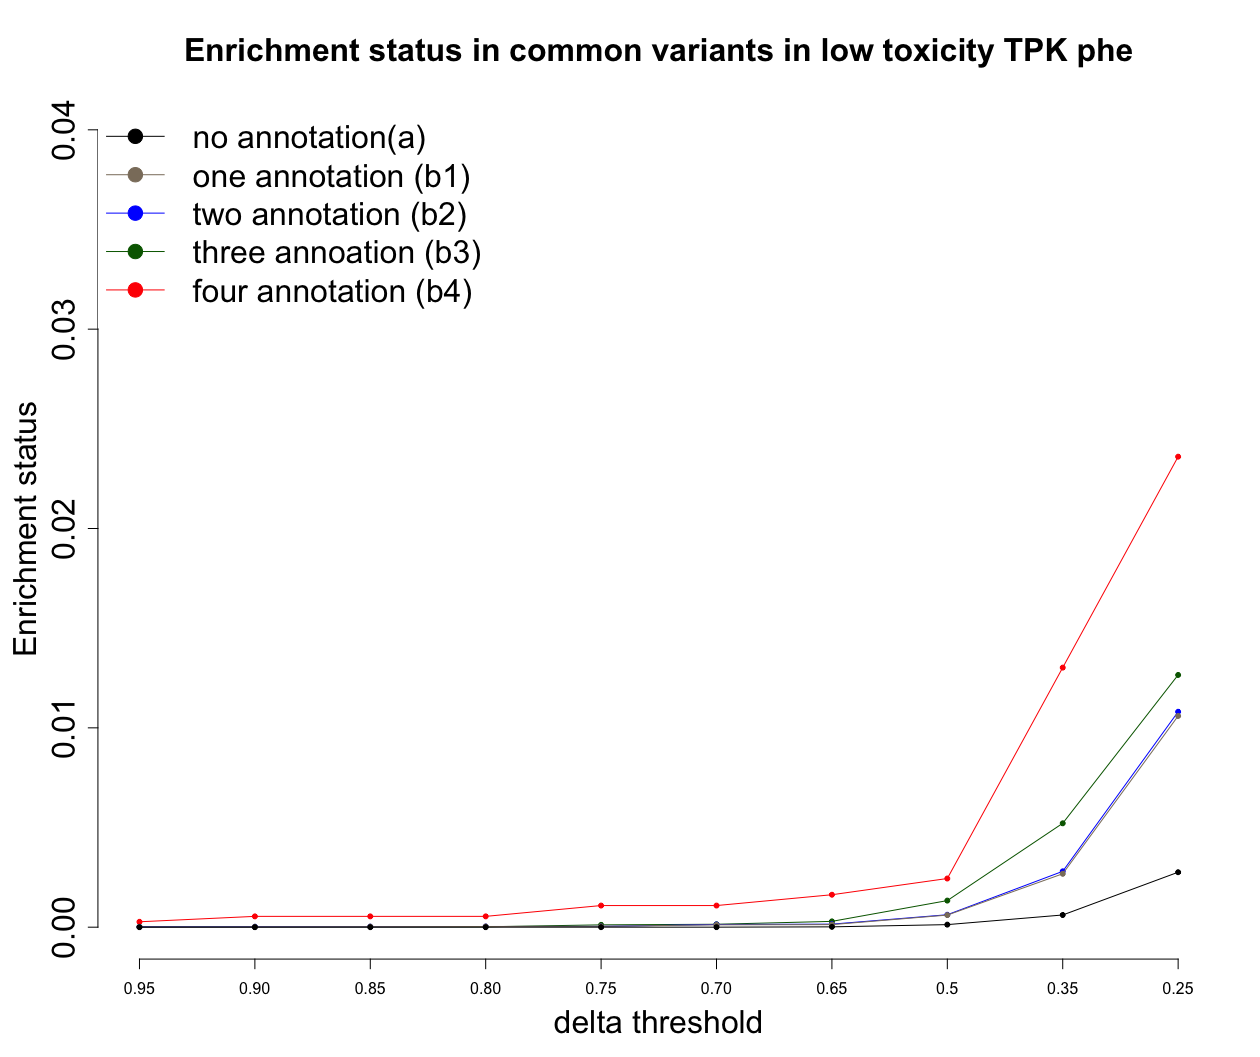 Enrichment status in common variants in low toxicity TPK phe
no annotation(a)
one annotation (b1)
two annotation (b2)
three annoation (b3)
four annotation (b4)
Enrichment status
0.04
0.03
0.02
0.01
0.00
0.95 0.90 0.85 0.80 0.75 0.70 0.65 0.5 0.35 0.25
delta threshold